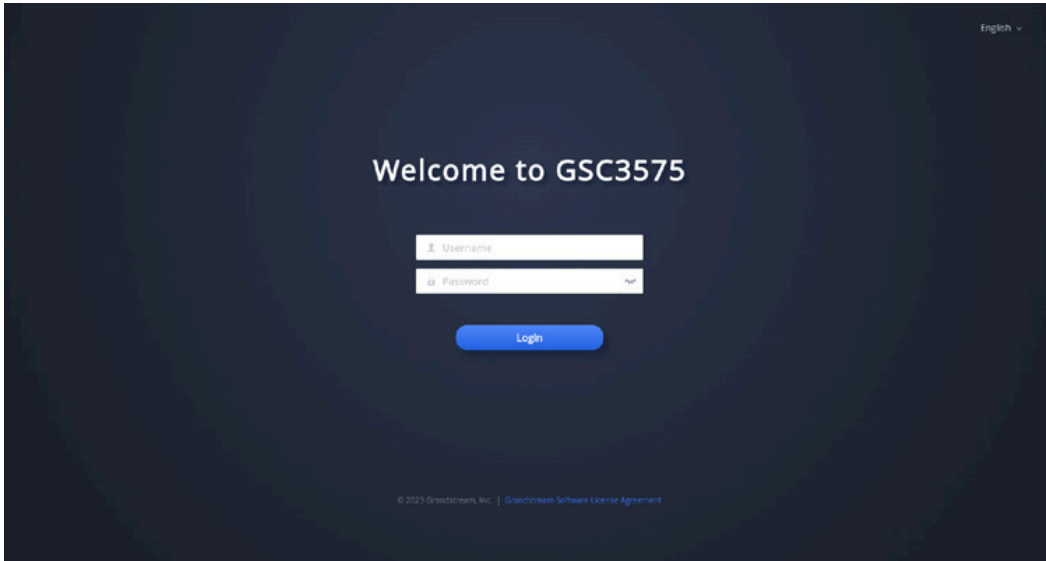 English
Welcome to GSC3575
Username
Password
Login
© 2023 Grandstream, Inc. | Grandstream Software License Agreement